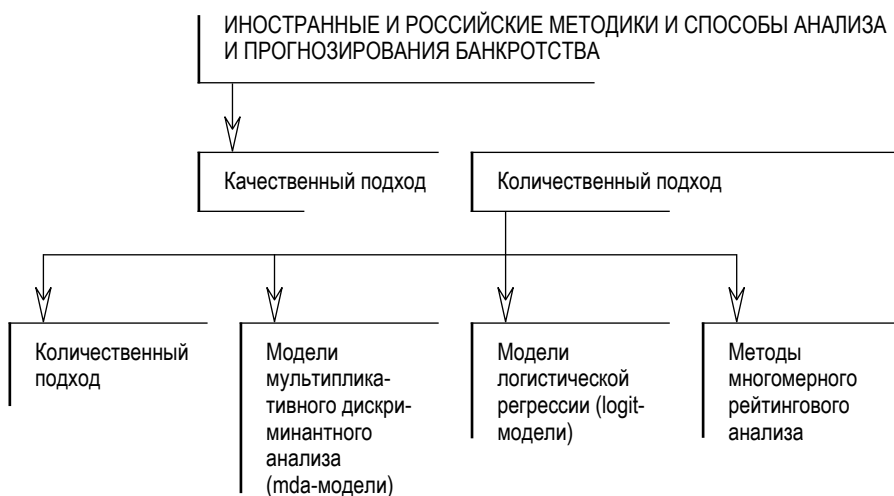 ИНОСТРАННЫЕ И РОССИЙСКИЕ МЕТОДИКИ И СПОСОБЫ АНАЛИЗА
И ПРОГНОЗИРОВАНИЯ БАНКРОТСТВА
Качественный подход
Количественный подход
Количественный
подход
Модели
мультиплика-
тивного дискри-
минантного
анализа
(mda-модели)
Модели
логистической
регрессии (logit-
модели)
Методы
многомерного
рейтингового
анализа